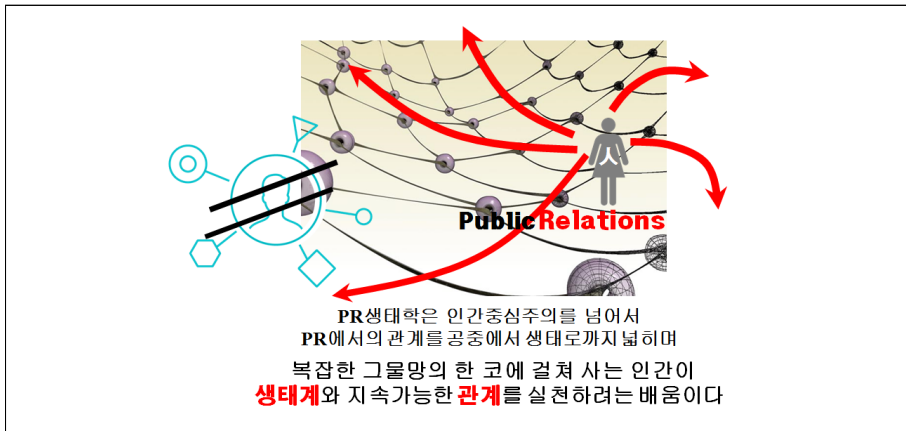 人
Public Relations
PR생태학은 인간중심주의를 넘어서
PR에서의 관계를 공중에서 생태로까지 넓히며
복잡한 그물망의 한 코에 걸쳐 사는 인간이
생태계와 지속가능한 관계를 실천하려는 배움이다